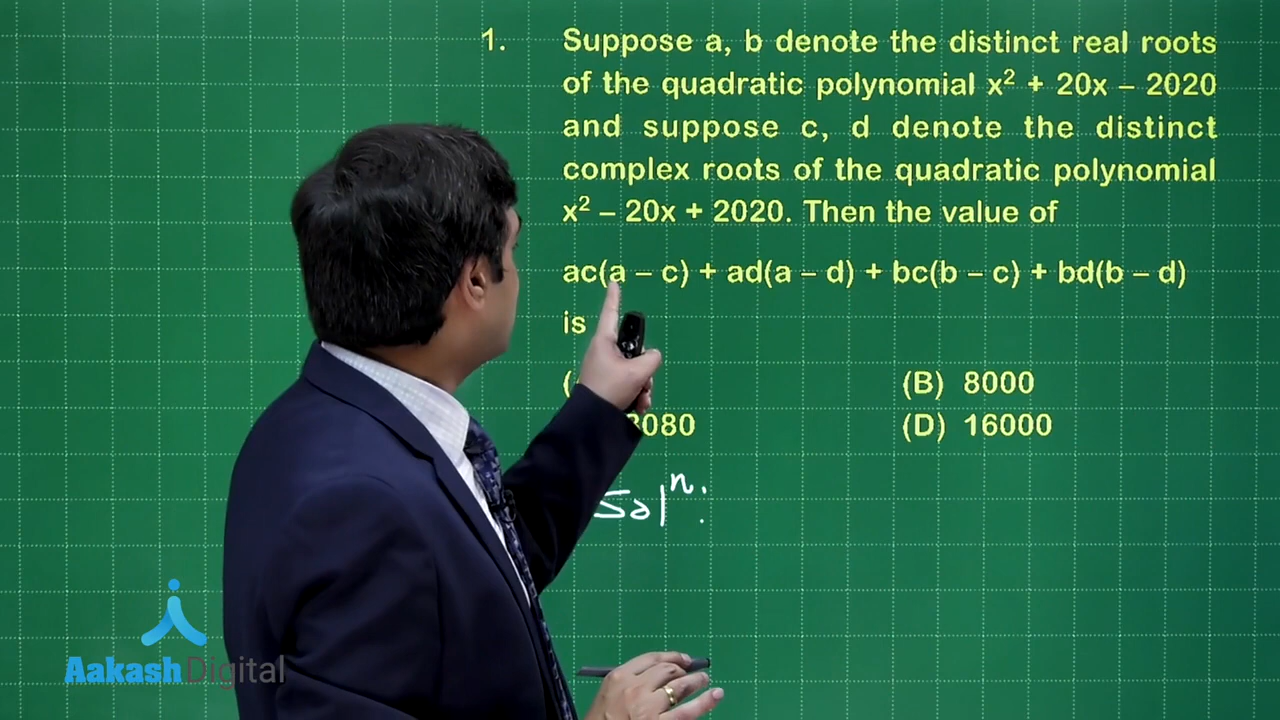 1. Suppose a, b denote the distinct real roots
of the quadratic polynomial x² + 20x – 2020
and suppose c, d denote the distinct
complex roots of the quadratic polynomial
x² – 20x + 2020. Then the value of
ac(a – c) + ad(a – d) + bc(b – c) + bd(b – d)
is
(B) 8000
8080
(D) 16000
Solⁿ:
AakashDigital